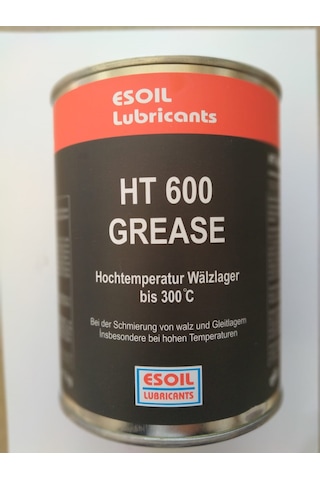 ESOIL
Lubricants
HT 600
GREASE
Hochtemperatur Wälzlager
bis 300°C
Bei der Schmierung von walz und Gleitlagern
Insbesondere bei hohen Temperaturen
ESOIL
LUBRICANTS